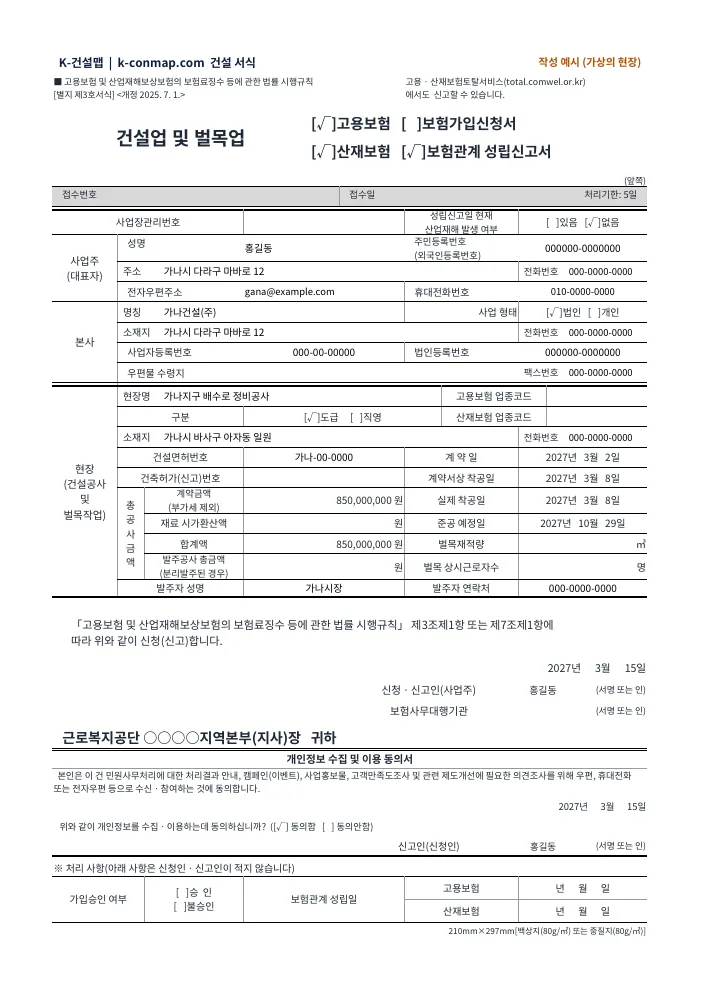 K-건설맵 | k-conmap.com 건설 서식
작성 예시 (가상의 현장)
■ 고용보험 및 산업재해보상보험의 보험료징수 등에 관한 법률 시행규칙
[별지 제3호서식] <개정 2025. 7. 1.>
고용ㆍ산재보험토탈서비스(total.comwel.or.kr)
에서도 신고할 수 있습니다.
건설업 및 벌목업
[√]고용보험 [ ]보험가입신청서
[√]산재보험 [√]보험관계 성립신고서
(앞쪽)
접수번호 접수일 처리기한: 5일
사업장관리번호
성립신고일 현재
산업재해 발생 여부
[ ]있음 [√]없음
사업주
(대표자)
성명 홍길동
주민등록번호
(외국인등록번호)
000000-0000000
주소 가나시 다라구 마바로 12 전화번호 000-0000-0000
전자우편주소 gana@example.com 휴대전화번호 010-0000-0000
본사
명칭 가나건설(주) 사업 형태 [√]법인 [ ]개인
소재지 가나시 다라구 마바로 12 전화번호 000-0000-0000
사업자등록번호 000-00-00000 법인등록번호 000000-0000000
우편물 수령지 팩스번호 000-0000-0000
현장
(건설공사
및
벌목작업)
현장명 가나지구 배수로 정비공사 고용보험 업종코드
구분 [√]도급 [ ]직영 산재보험 업종코드
소재지 가나시 바사구 아자동 일원 전화번호 000-0000-0000
건설면허번호 가나-00-0000 계 약 일 2027년 3월 2일
건축허가(신고)번호 계약서상 착공일 2027년 3월 8일
총
공
사
금
액
계약금액
(부가세 제외)
850,000,000 원 실제 착공일 2027년 3월 8일
재료 시가환산액 원 준공 예정일 2027년 10월 29일
합계액 850,000,000 원 벌목재적량 ㎥
발주공사 총금액
(분리발주된 경우)
원 벌목 상시근로자수 명
발주자 성명 가나시장 발주자 연락처 000-0000-0000
「고용보험 및 산업재해보상보험의 보험료징수 등에 관한 법률 시행규칙」 제3조제1항 또는 제7조제1항에
따라 위와 같이 신청(신고)합니다.
2027년 3월 15일
신청ㆍ신고인(사업주) 홍길동 (서명 또는 인)
보험사무대행기관 (서명 또는 인)
근로복지공단 ○○○○지역본부(지사)장 귀하
개인정보 수집 및 이용 동의서
본인은 이 건 민원사무처리에 대한 처리결과 안내, 캠페인(이벤트), 사업홍보물, 고객만족도조사 및 관련 제도개선에 필요한 의견조사를 위해 우편, 휴대전화
또는 전자우편 등으로 수신ㆍ참여하는 것에 동의합니다.
2027년 3월 15일
위와 같이 개인정보를 수집ㆍ이용하는데 동의하십니까? ([√] 동의함 [ ] 동의안함)
신고인(신청인) 홍길동 (서명 또는 인)
※ 처리 사항(아래 사항은 신청인ㆍ신고인이 적지 않습니다)
가입승인 여부
[ ]승 인
[ ]불승인
보험관계 성립일
고용보험 년 월 일
산재보험 년 월 일
210mm×297mm[백상지(80g/㎡) 또는 중질지(80g/㎡)]